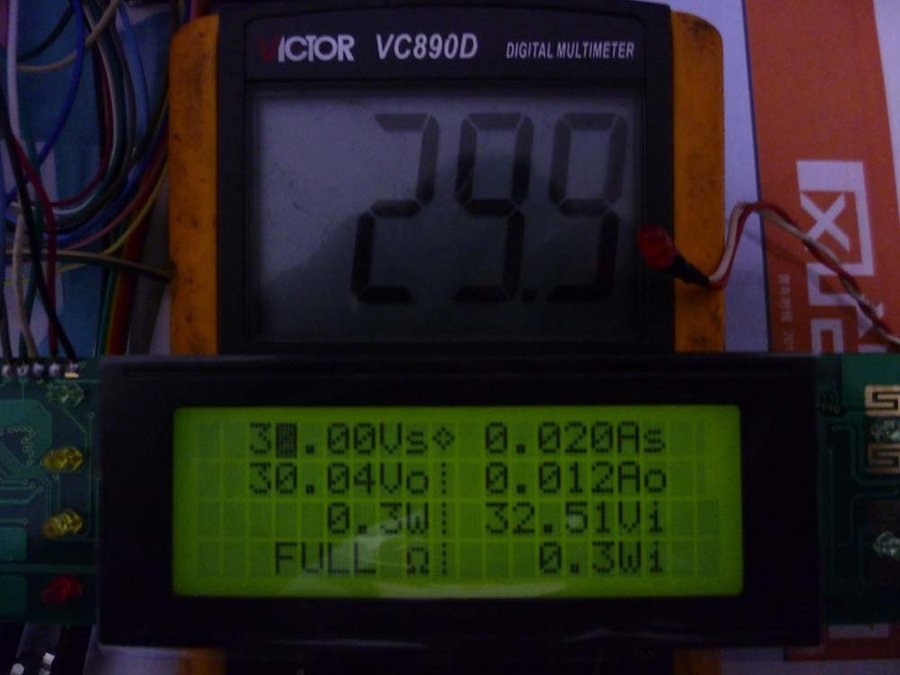 VICTOR VC890D DIGITAL MULTIMETER
29.9
30.00Vs 0.020As
30.04Vo 0.012Ao
0.3W 32.51Vi
FULL Ω 0.3Wi